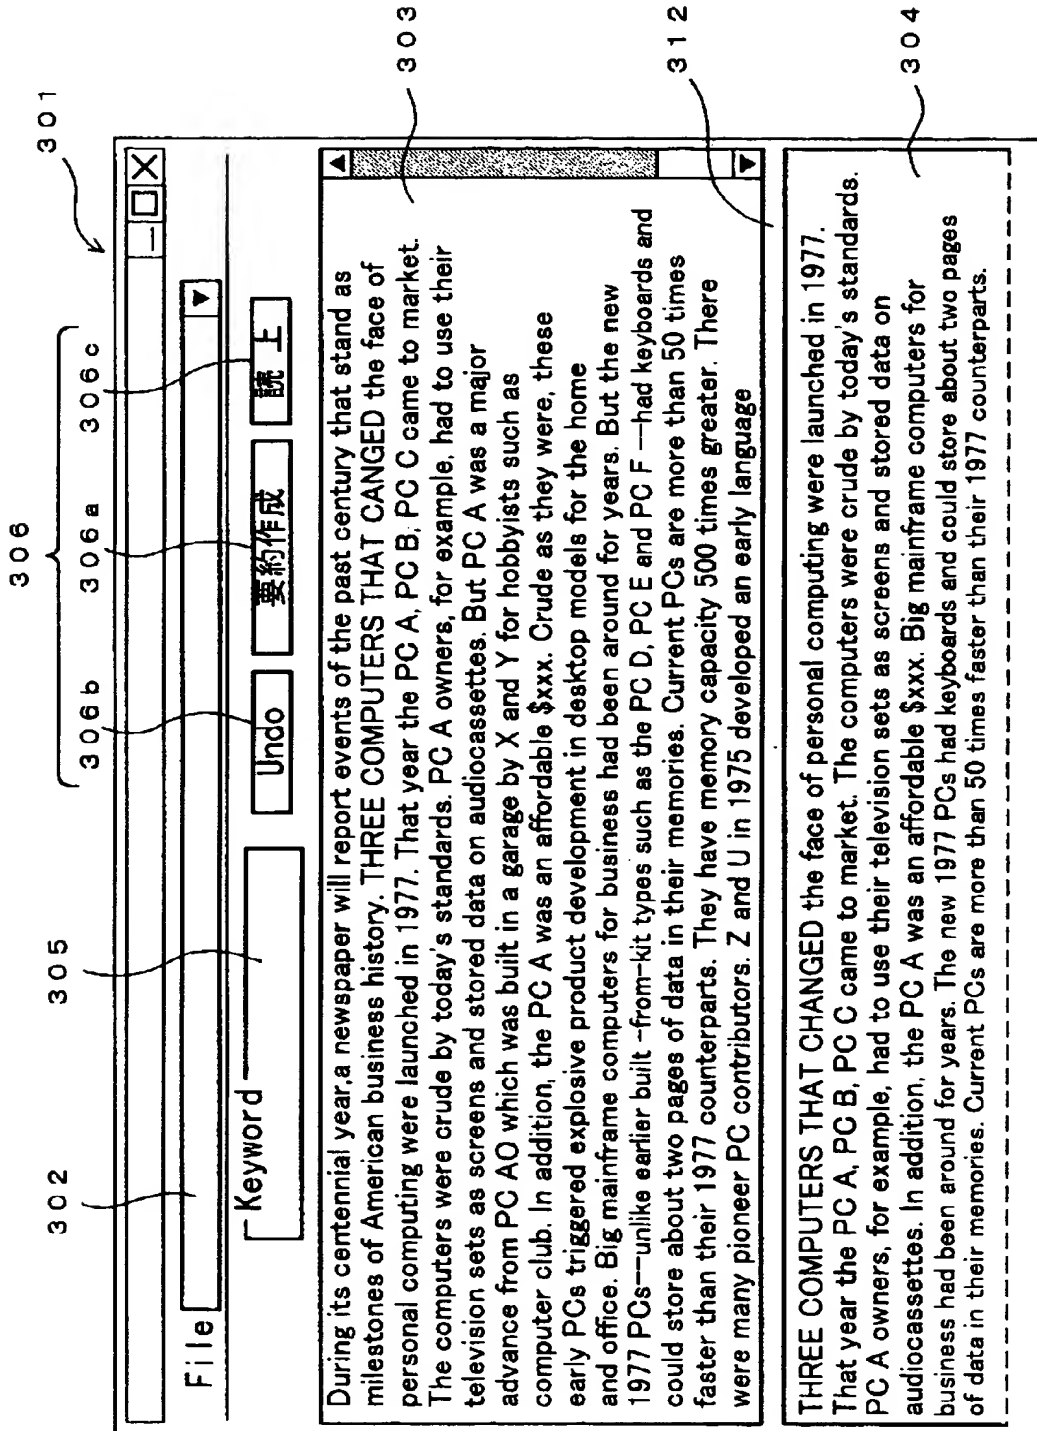 301
306
302
305
306b
306a
306c
File
Keyword
Undo
要約作成
読 上
During its centennial year,a newspaper will report events of the past century that stand as
milestones of American business history. THREE COMPUTERS THAT CANGED the face of
personal computing were launched in 1977. That year the PC A, PC B, PC C came to market.
The computers were crude by today's standards. PC A owners, for example, had to use their
television sets as screens and stored data on audiocassettes. But PC A was a major
advance from PC AO which was built in a garage by X and Y for hobbyists such as
computer club. In addition, the PC A was an affordable $xxx. Crude as they were, these
early PCs triggered explosive product development in desktop models for the home
and office. Big mainframe computers for business had been around for years. But the new
1977 PCs--unlike earlier built -from-kit types such as the PC D, PC E and PC F --had keyboards and
could store about two pages of data in their memories. Current PCs are more than 50 times
faster than their 1977 counterparts. They have memory capacity 500 times greater. There
were many pioneer PC contributors. Z and U in 1975 developed an early language
303
312
THREE COMPUTERS THAT CHANGED the face of personal computing were launched in 1977.
That year the PC A, PC B, PC C came to market. The computers were crude by today's standards.
PC A owners, for example, had to use their television sets as screens and stored data on
audiocassettes. In addition, the PC A was an affordable $xxx. Big mainframe computers for
business had been around for years. The new 1977 PCs had keyboards and could store about two pages
of data in their memories. Current PCs are more than 50 times faster than their 1977 counterparts.
304